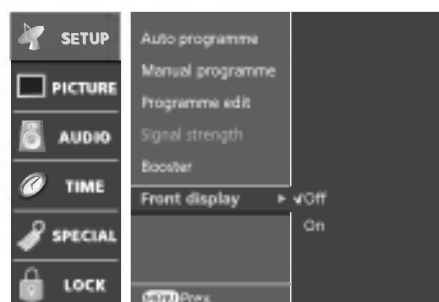 SETUP
PICTURE
AUDIO
TIME
SPECIAL
LOCK
Auto programme
Manual programme
Programme edit
Signal strength
Booster
Front display
Off
On
MENU Prev.